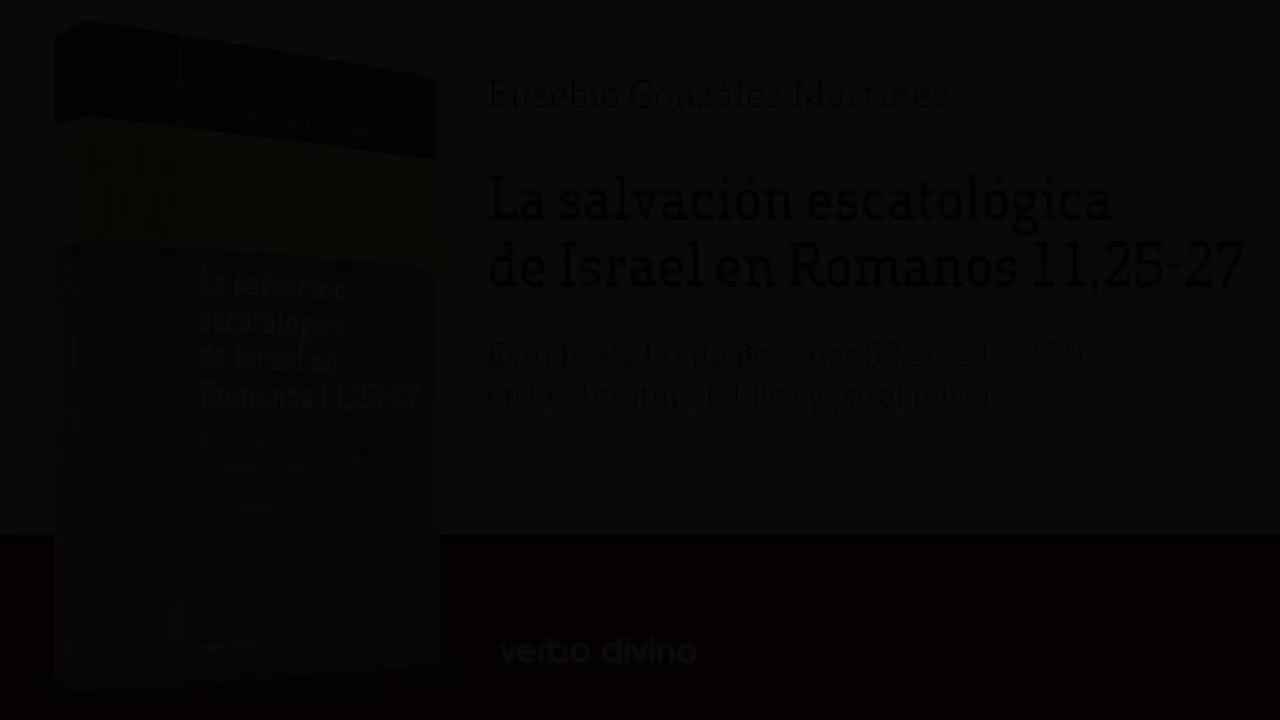 Eusebio González Martínez
La salvación escatológica
de Israel en Romanos 11,25-27
Estudio de la cita de Isaías 59,20-21 + 27,9
en la literatura bíblica y parabíblica
La salvación
escatológica
de Israel en
Romanos 11,25-27
verbo divino